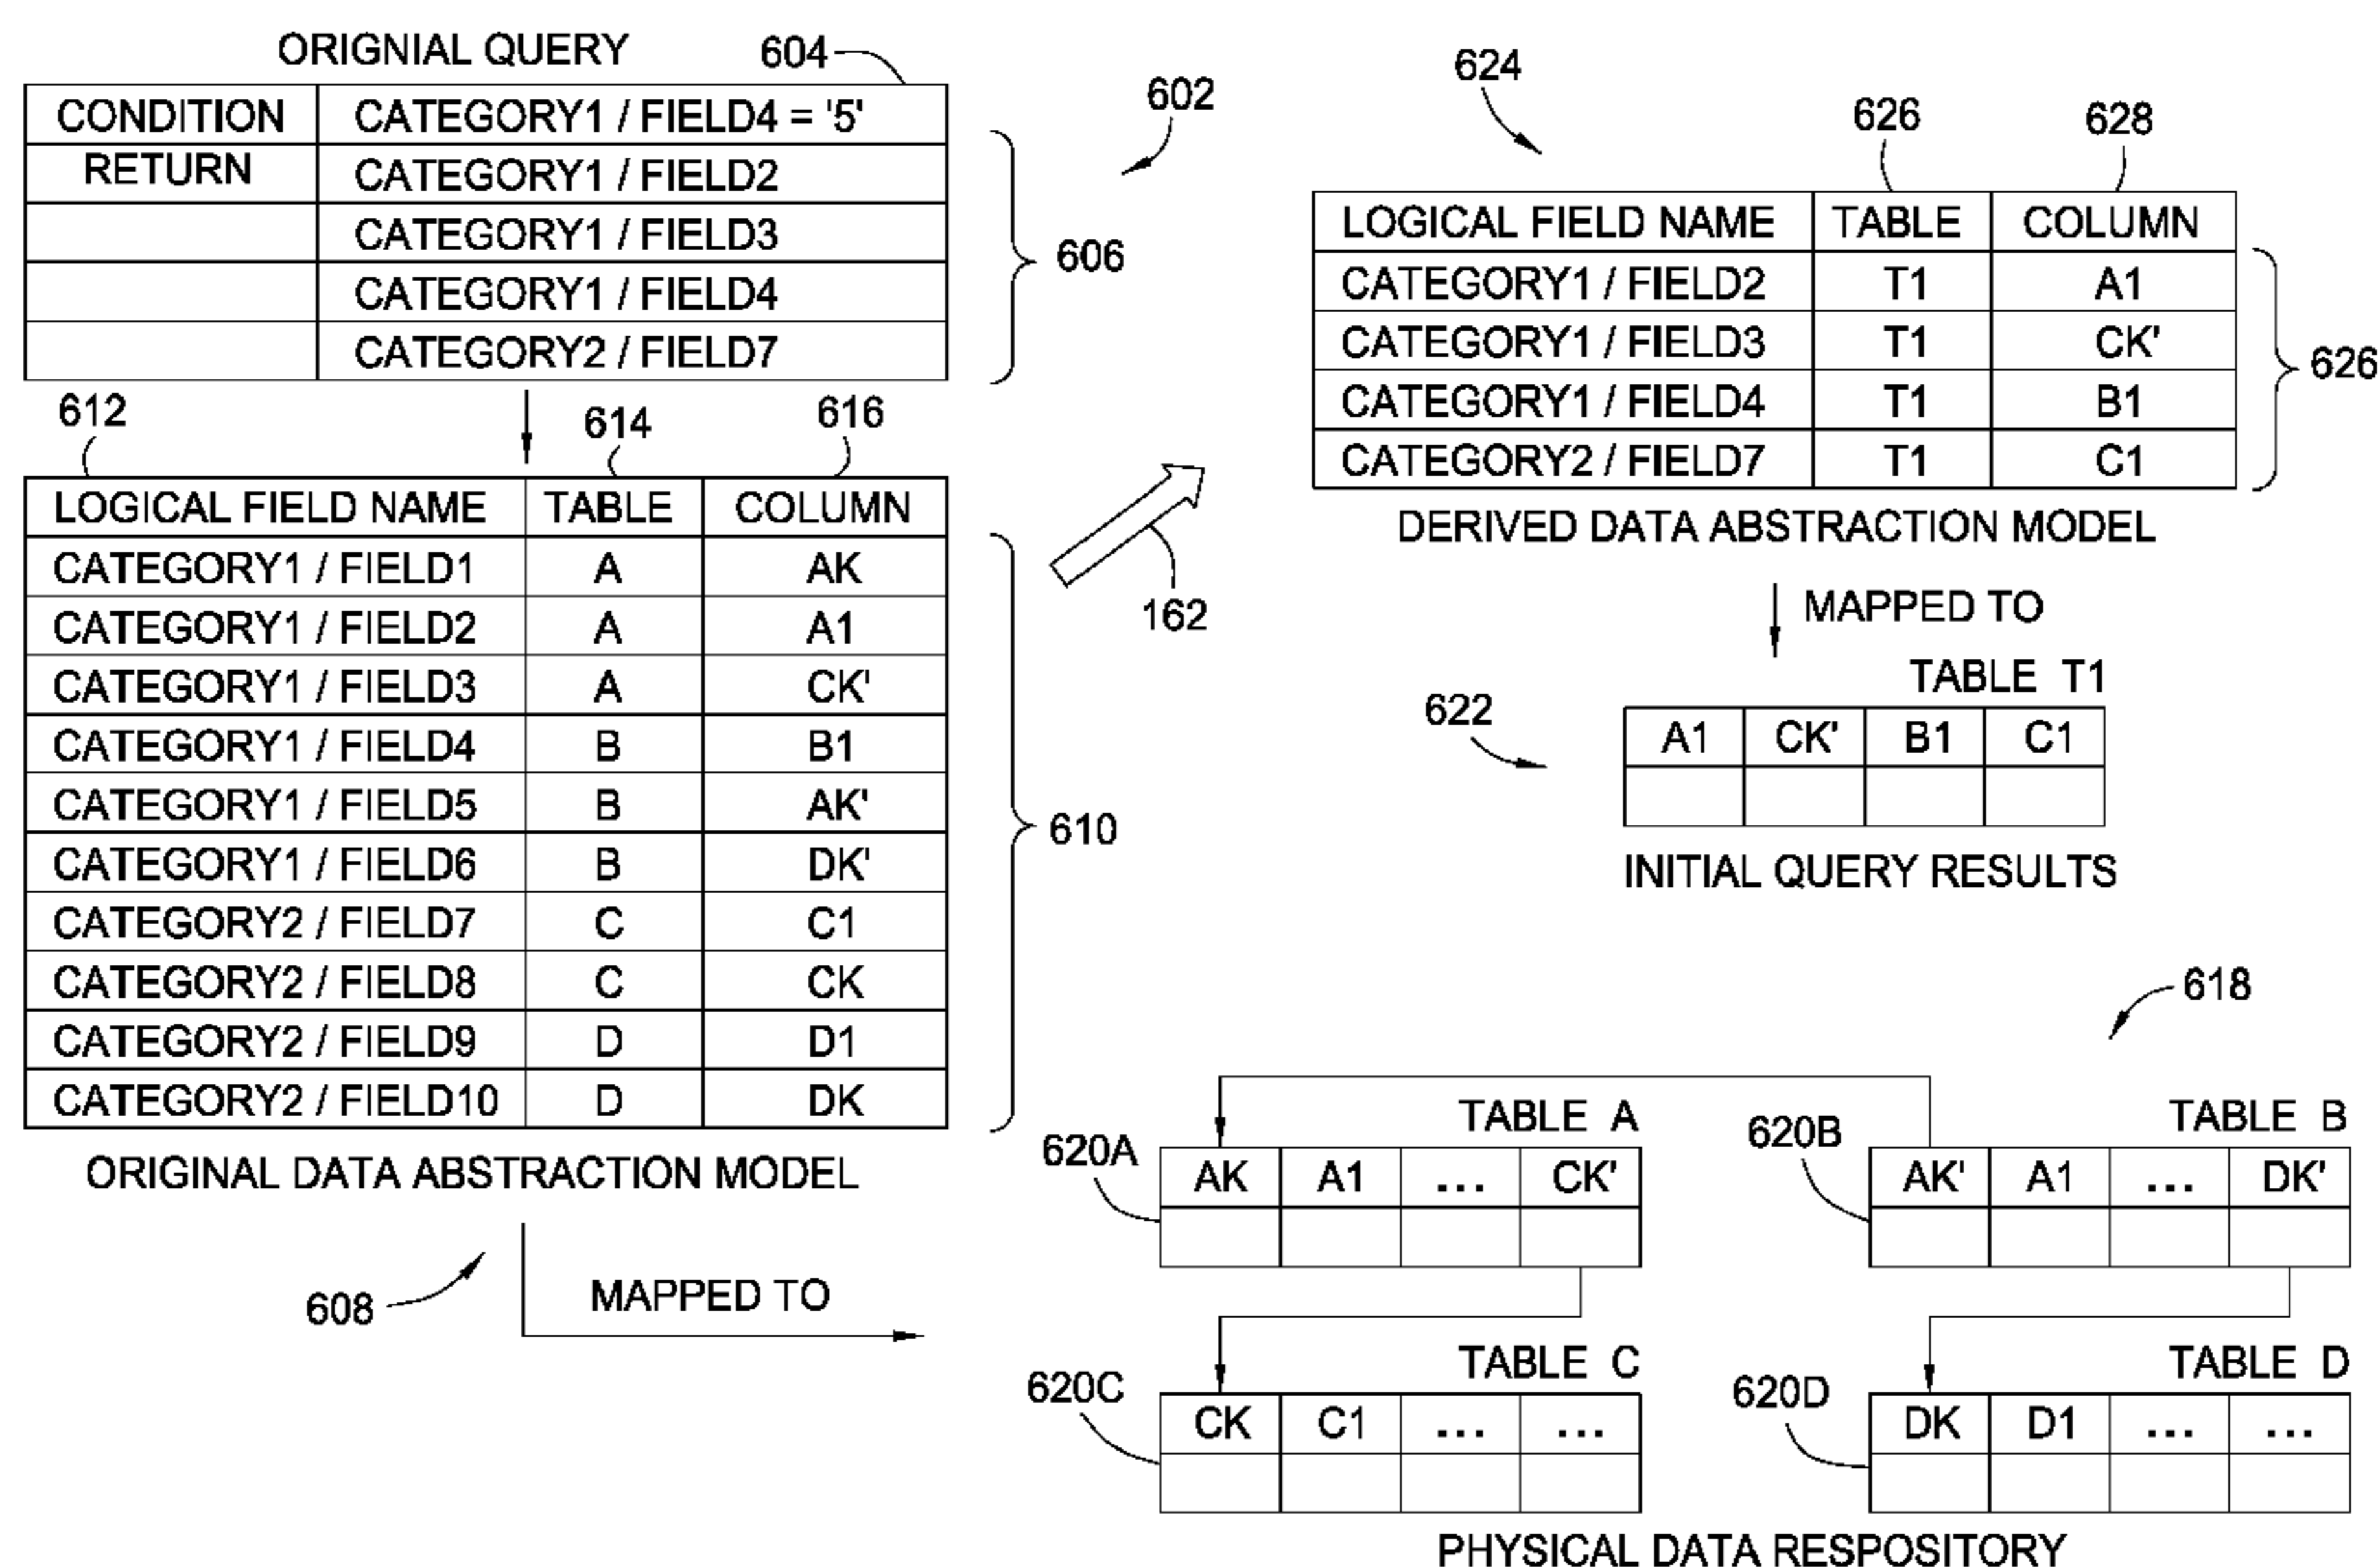 ORIGNIAL QUERY
604
CONDITION CATEGORY1 / FIELD4 = '5'
RETURN CATEGORY1 / FIELD2
CATEGORY1 / FIELD3
CATEGORY1 / FIELD4
CATEGORY2 / FIELD7
602
606
612
614
616
LOGICAL FIELD NAME TABLE COLUMN
CATEGORY1 / FIELD1 A AK
CATEGORY1 / FIELD2 A A1
CATEGORY1 / FIELD3 A CK'
CATEGORY1 / FIELD4 B B1
CATEGORY1 / FIELD5 B AK'
CATEGORY1 / FIELD6 B DK'
CATEGORY2 / FIELD7 C C1
CATEGORY2 / FIELD8 C CK
CATEGORY2 / FIELD9 D D1
CATEGORY2 / FIELD10 D DK
610
ORIGINAL DATA ABSTRACTION MODEL
608
MAPPED TO
162
624
626
628
LOGICAL FIELD NAME TABLE COLUMN
CATEGORY1 / FIELD2 T1 A1
CATEGORY1 / FIELD3 T1 CK'
CATEGORY1 / FIELD4 T1 B1
CATEGORY2 / FIELD7 T1 C1
626
DERIVED DATA ABSTRACTION MODEL
MAPPED TO
TABLE T1
622
A1 CK' B1 C1
INITIAL QUERY RESULTS
618
TABLE A
620A
AK A1 ... CK'
TABLE B
620B
AK' A1 ... DK'
TABLE C
620C
CK C1 ... ...
TABLE D
620D
DK D1 ... ...
PHYSICAL DATA RESPOSITORY